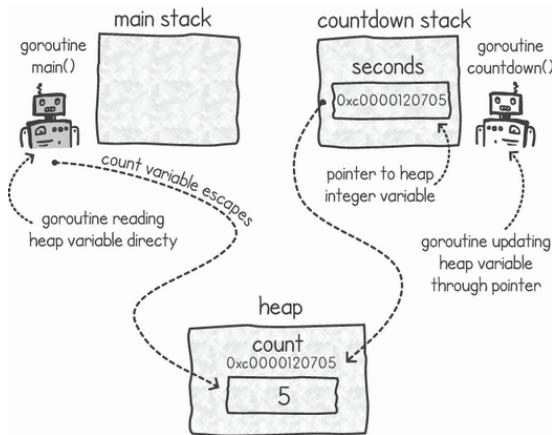 main stack
countdown stack
goroutine
main()
goroutine
countdown()
seconds
0xc0000120705
count variable escapes
pointer to heap
integer variable
goroutine reading
heap variable directy
goroutine updating
heap variable
through pointer
heap
count
0xc0000120705
5